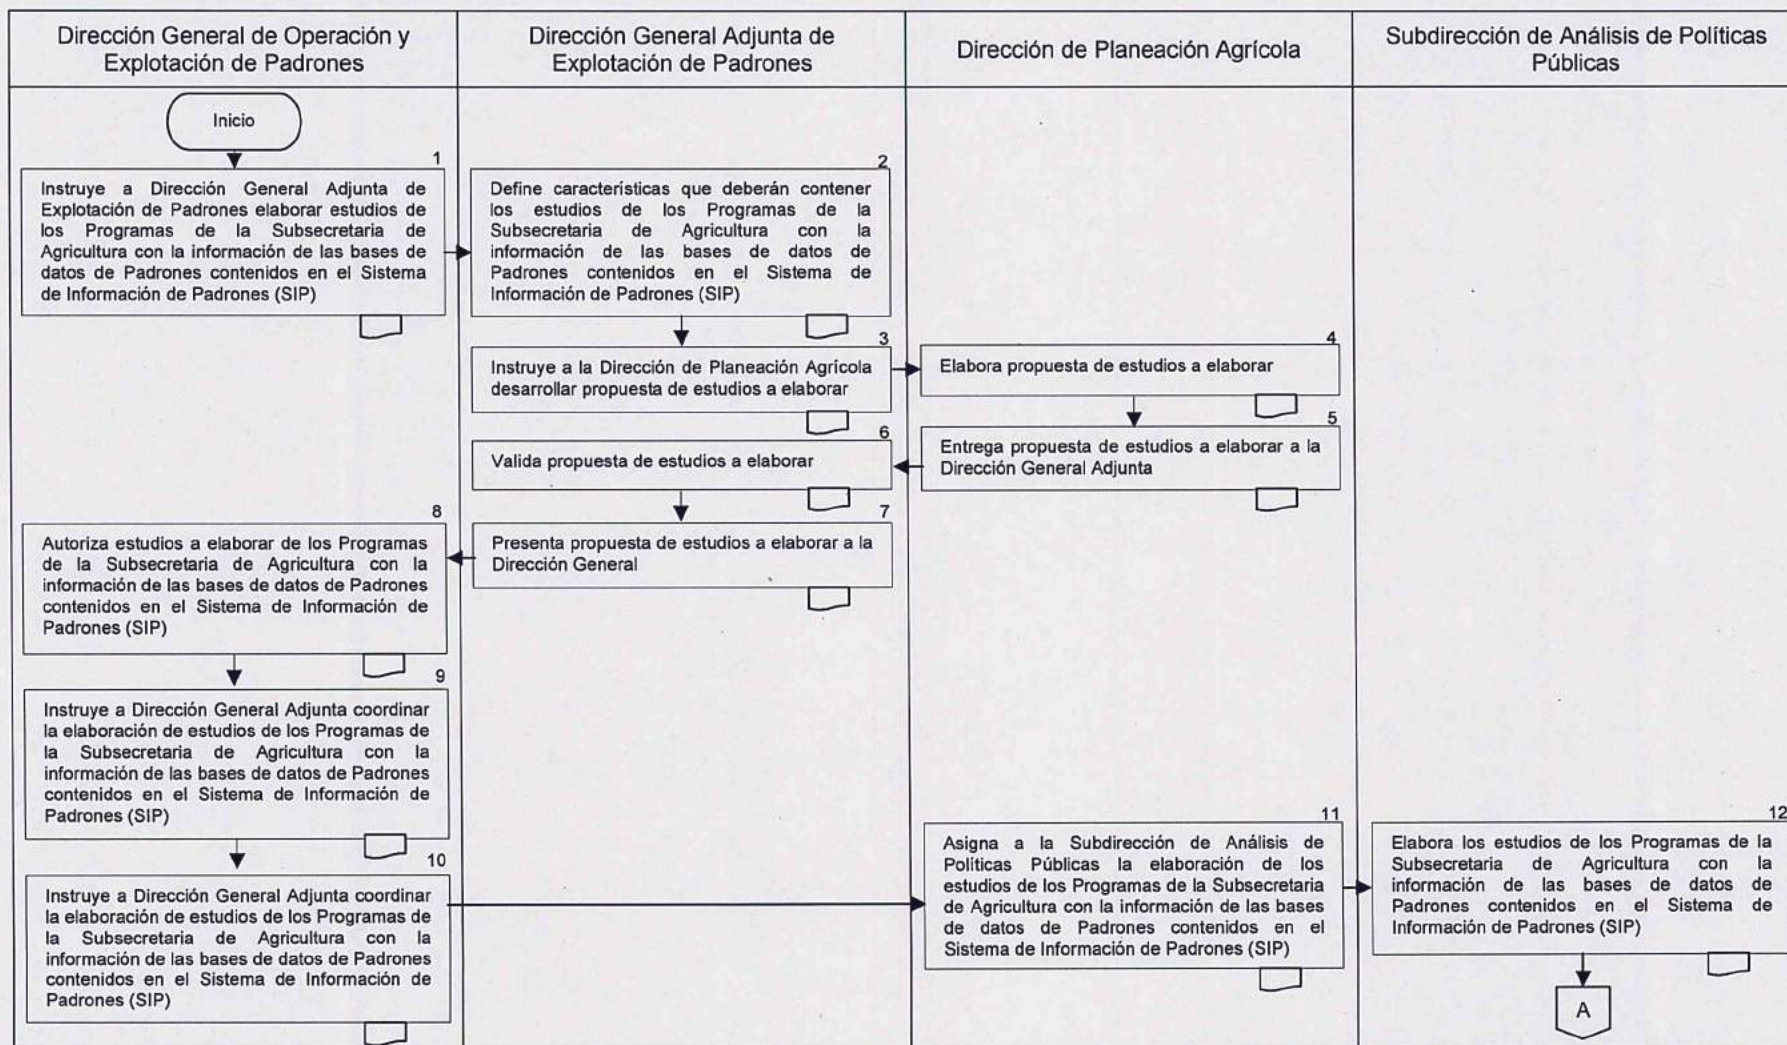 Dirección General de Operación y
Explotación de Padrones
Dirección General Adjunta de
Explotación de Padrones
Dirección de Planeación Agrícola
Subdirección de Análisis de Políticas
Públicas
Inicio
1
Instruye a Dirección General Adjunta de
Explotación de Padrones elaborar estudios de
los Programas de la Subsecretaria de
Agricultura con la información de las bases de
datos de Padrones contenidos en el Sistema
de Información de Padrones (SIP)
2
Define características que deberán contener
los estudios de los Programas de la
Subsecretaria de Agricultura con la
información de las bases de datos de
Padrones contenidos en el Sistema de
Información de Padrones (SIP)
3
Instruye a la Dirección de Planeación Agrícola
desarrollar propuesta de estudios a elaborar
4
Elabora propuesta de estudios a elaborar
5
Entrega propuesta de estudios a elaborar a la
Dirección General Adjunta
6
Valida propuesta de estudios a elaborar
7
Presenta propuesta de estudios a elaborar a la
Dirección General
8
Autoriza estudios a elaborar de los Programas
de la Subsecretaria de Agricultura con la
información de las bases de datos de Padrones
contenidos en el Sistema de Información de
Padrones (SIP)
9
Instruye a Dirección General Adjunta coordinar
la elaboración de estudios de los Programas de
la Subsecretaria de Agricultura con la
información de las bases de datos de Padrones
contenidos en el Sistema de Información de
Padrones (SIP)
10
Instruye a Dirección General Adjunta coordinar
la elaboración de estudios de los Programas de
la Subsecretaria de Agricultura con la
información de las bases de datos de Padrones
contenidos en el Sistema de Información de
Padrones (SIP)
11
Asigna a la Subdirección de Análisis de
Políticas Públicas la elaboración de los
estudios de los Programas de la Subsecretaria
de Agricultura con la información de las bases
de datos de Padrones contenidos en el
Sistema de Información de Padrones (SIP)
12
Elabora los estudios de los Programas de la
Subsecretaria de Agricultura con la
información de las bases de datos de
Padrones contenidos en el Sistema de
Información de Padrones (SIP)
A